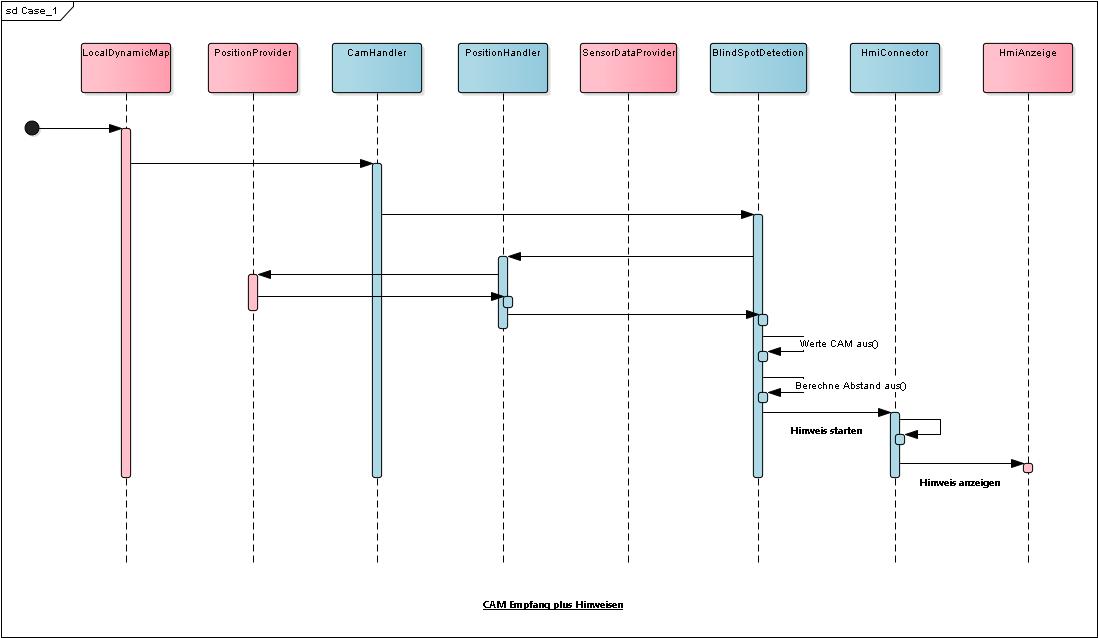 sd Case_1
LocalDynamicMap
PositionProvider
CamHandler
PositionHandler
SensorDataProvider
BlindSpotDetection
HmiConnector
HmiAnzeige
Werte CAM aus()
Berechne Abstand aus()
Hinweis starten
Hinweis anzeigen
CAM Empfang plus Hinweisen